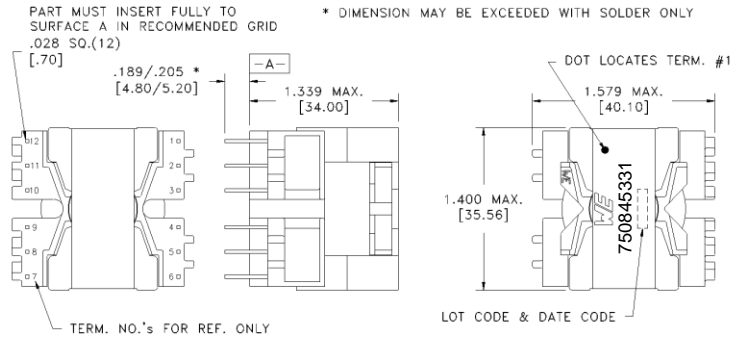 PART MUST INSERT FULLY TO
SURFACE A IN RECOMMENDED GRID
.028 SQ.(12)
[.70]
* DIMENSION MAY BE EXCEEDED WITH SOLDER ONLY
.189/.205 *
[4.80/5.20]
-A-
1.339 MAX.
[34.00]
DOT LOCATES TERM. #1
1.579 MAX.
[40.10]
12
11
10
9
8
7
1
2
3
4
5
6
1.400 MAX.
[35.56]
WE
WE
750845331
TERM. NO.'s FOR REF. ONLY
LOT CODE & DATE CODE